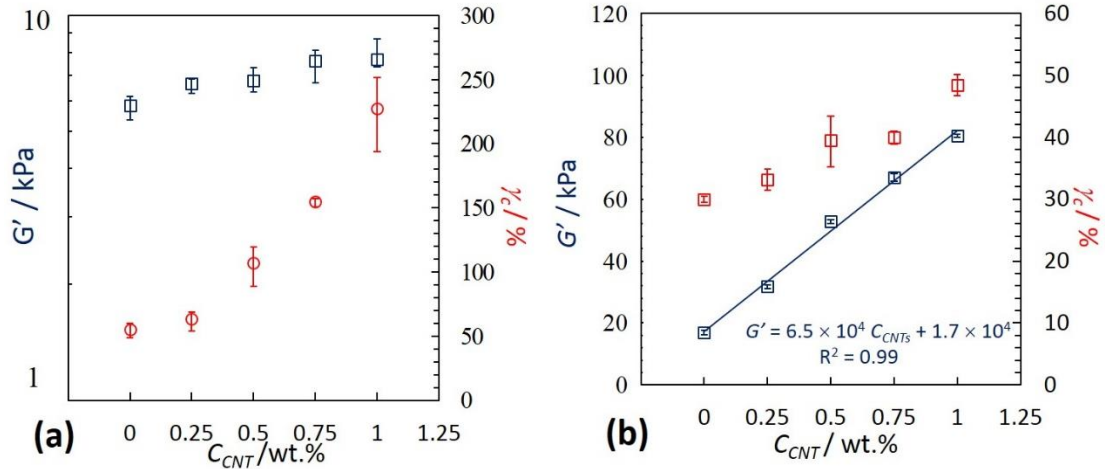 10
1
G' / kPa
300
250
200
150
100
50
0
γc / %
0 0.25 0.5 0.75 1 1.25
C_CNT /wt.%
(a)
120
100
80
60
40
20
0
G' / kPa
60
50
40
30
20
10
0
γc / %
G' = 6.5 × 10⁴ C_CNTs + 1.7 × 10⁴
R² = 0.99
0 0.25 0.5 0.75 1 1.25
C_CNT / wt.%
(b)